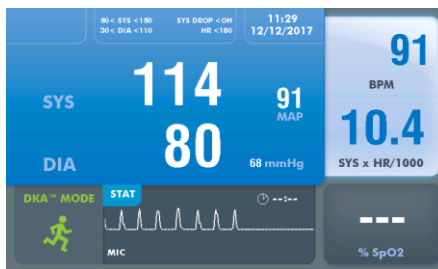 80< SYS <180 SYS DROP <Off 11:29
30< DIA <110 HR <180 12/12/2017
91
BPM
SYS 114 91
MAP
DIA 80 68 mmHg
10.4
SYS x HR/1000
DKA™ MODE STAT --:--
MIC
---
% SpO2